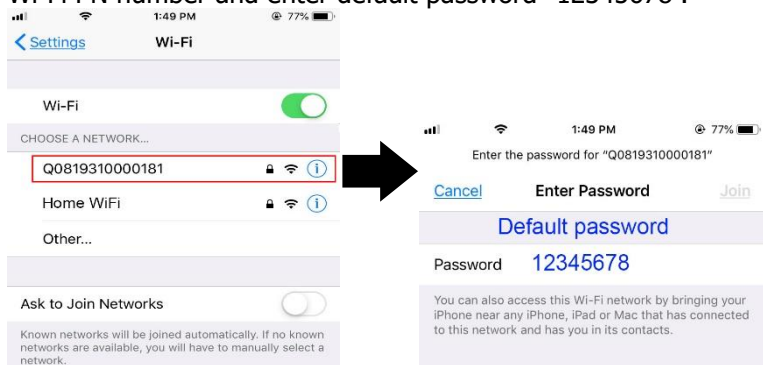 Wi-Fi PN number and enter default password "12345678".
1:49 PM
77%
Settings
Wi-Fi
Wi-Fi
CHOOSE A NETWORK...
Q0819310000181
Home WiFi
Other...
Ask to Join Networks
Known networks will be joined automatically. If no known
networks are available, you will have to manually select a
network.
1:49 PM
77%
Enter the password for "Q0819310000181"
Cancel
Enter Password
Join
Default password
Password
12345678
You can also access this Wi-Fi network by bringing your
iPhone near any iPhone, iPad or Mac that has connected
to this network and has you in its contacts.